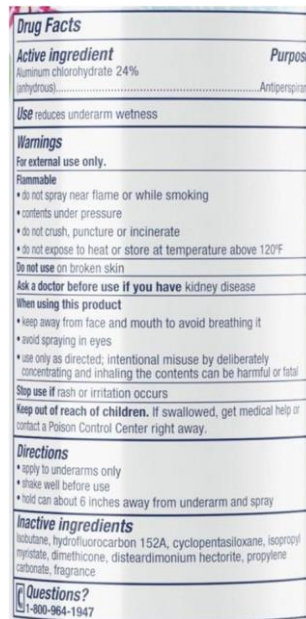 Drug Facts
Active ingredient Purpose
Aluminum chlorohydrate 24%
(anhydrous)..........................................................Antiperspirant
Use reduces underarm wetness
Warnings
For external use only.
Flammable
• do not spray near flame or while smoking
• contents under pressure
• do not crush, puncture or incinerate
• do not expose to heat or store at temperature above 120ºF
Do not use on broken skin
Ask a doctor before use if you have kidney disease
When using this product
• keep away from face and mouth to avoid breathing it
• avoid spraying in eyes
• use only as directed; intentional misuse by deliberately
concentrating and inhaling the contents can be harmful or fatal
Stop use if rash or irritation occurs
Keep out of reach of children. If swallowed, get medical help or
contact a Poison Control Center right away.
Directions
• apply to underarms only
• shake well before use
• hold can about 6 inches away from underarm and spray
Inactive ingredients
Isobutane, hydrofluorocarbon 152A, cyclopentasiloxane, isopropyl
myristate, dimethicone, disteardimonium hectorite, propylene
carbonate, fragrance
Questions?
1-800-964-1947